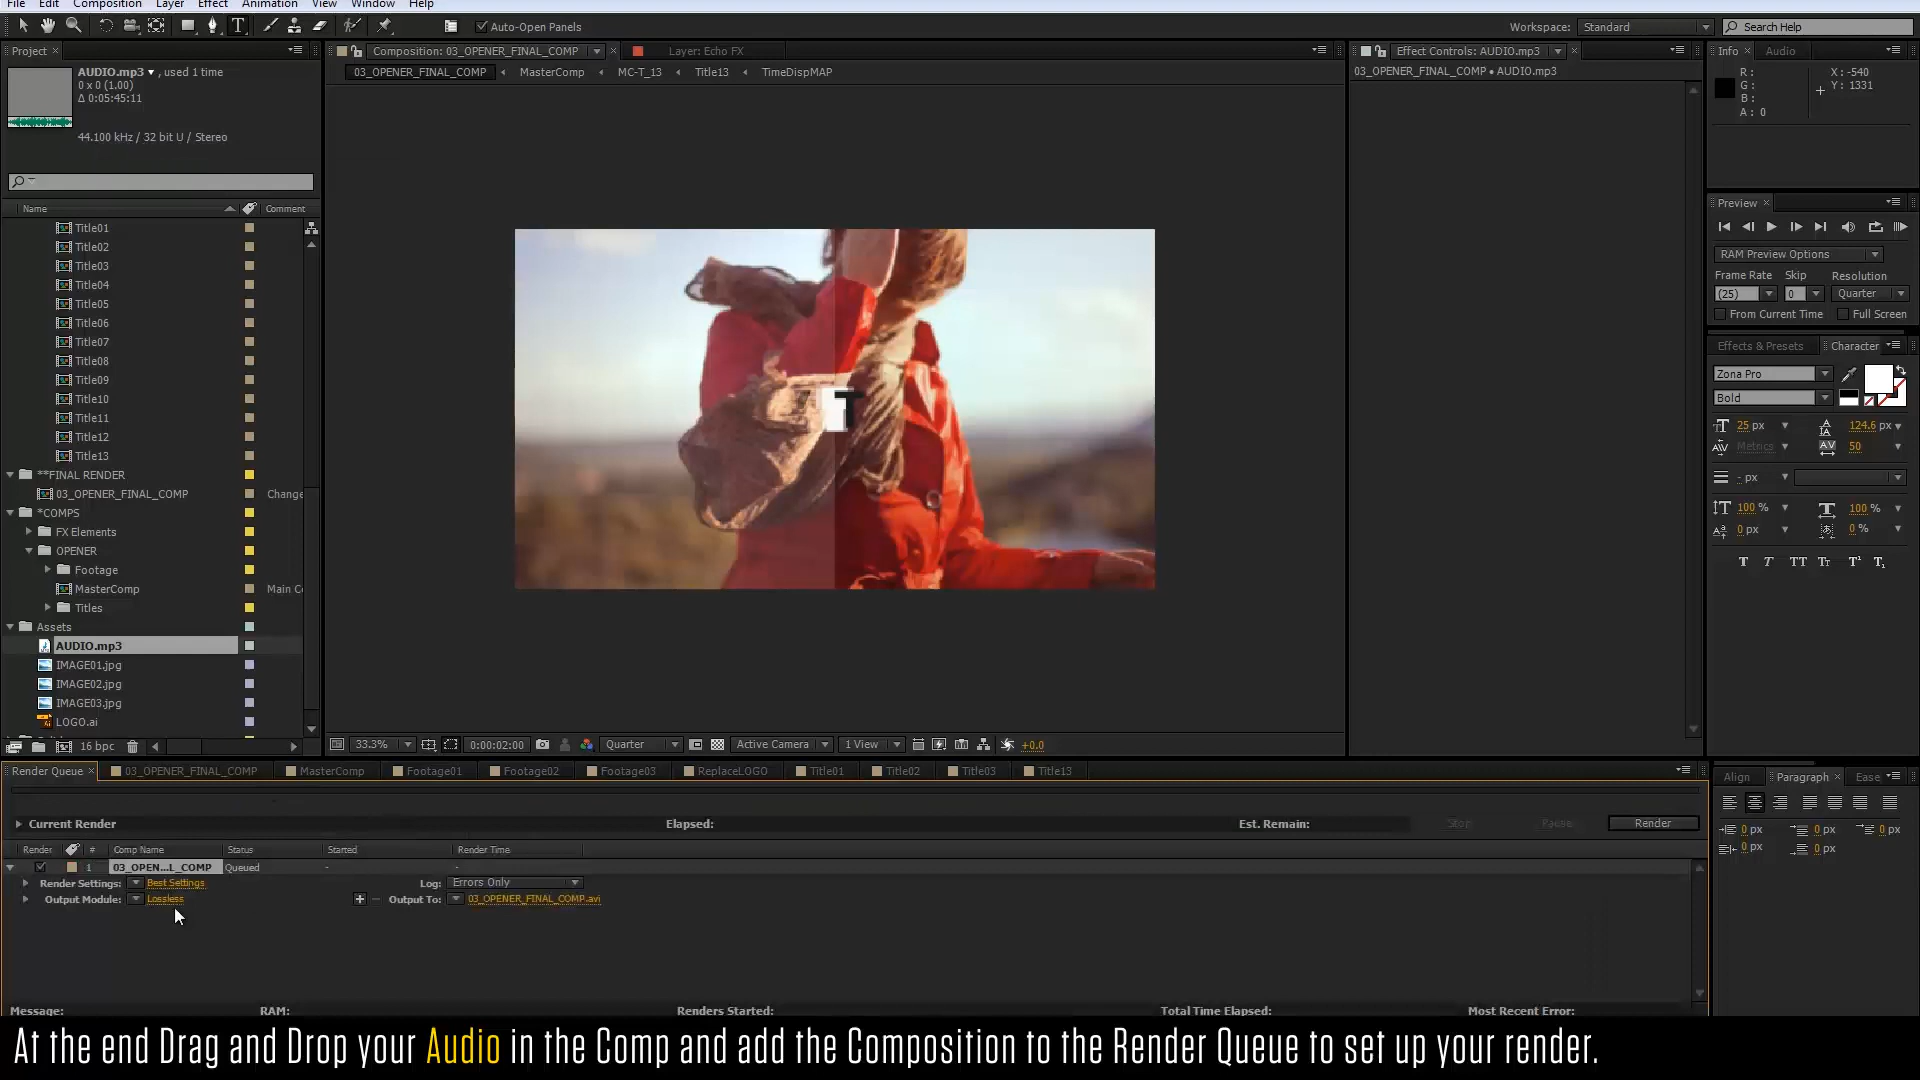 File Edit Composition Layer Effect Animation View Window Help
Auto-Open Panels
Workspace: Standard
Search Help
Project
AUDIO.mp3 , used 1 time
0 x 0 (1.00)
Δ 0:05:45:11
44.100 kHz / 32 bit U / Stereo
Name Comment
Title01
Title02
Title03
Title04
Title05
Title06
Title07
Title08
Title09
Title10
Title11
Title12
Title13
**FINAL RENDER
03_OPENER_FINAL_COMP Change
*COMPS
FX Elements
OPENER
Footage
MasterComp Main C
Titles
Assets
AUDIO.mp3
IMAGE01.jpg
IMAGE02.jpg
IMAGE03.jpg
LOGO.ai
16 bpc
Composition: 03_OPENER_FINAL_COMP
Layer: Echo FX
03_OPENER_FINAL_COMP MasterComp MC-T_13 Title13 TimeDispMAP
T
33.3% 0:00:02:00 Quarter Active Camera 1 View +0.0
Effect Controls: AUDIO.mp3
03_OPENER_FINAL_COMP • AUDIO.mp3
Info Audio
R:
G:
B:
A: 0
X: -540
Y: 1331
Preview
RAM Preview Options
Frame Rate Skip Resolution
(25) 0 Quarter
From Current Time Full Screen
Effects & Presets Character
Zona Pro
Bold
25 px 124.6 px
Metrics 50
- px
100 % 100 %
0 px 0 %
T T TT Tt T¹ T₁
Align Paragraph Ease
0 px 0 px 0 px
0 px 0 px
Render Queue 03_OPENER_FINAL_COMP MasterComp Footage01 Footage02 Footage03 ReplaceLOGO Title01 Title02 Title03 Title13
Current Render Elapsed: Est. Remain: Stop Pause Render
Render # Comp Name Status Started Render Time
1 03_OPEN...L_COMP Queued - -
Render Settings: Best Settings Log: Errors Only
Output Module: Lossless Output To: 03_OPENER_FINAL_COMP.avi
Message: RAM: Renders Started: Total Time Elapsed: Most Recent Error:
At the end Drag and Drop your Audio in the Comp and add the Composition to the Render Queue to set up your render.